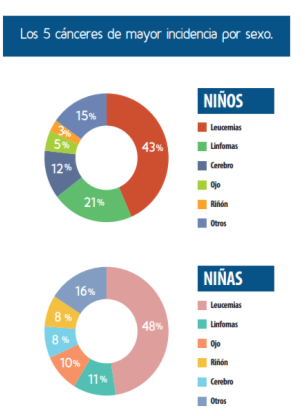 Los 5 cánceres de mayor incidencia por sexo.
NIÑOS
15%
3%
5%
12%
21%
43%
Leucemias
Linfomas
Cerebro
Ojo
Riñón
Otros
NIÑAS
16%
8%
8%
10%
11%
48%
Leucemias
Linfomas
Ojo
Riñón
Cerebro
Otros